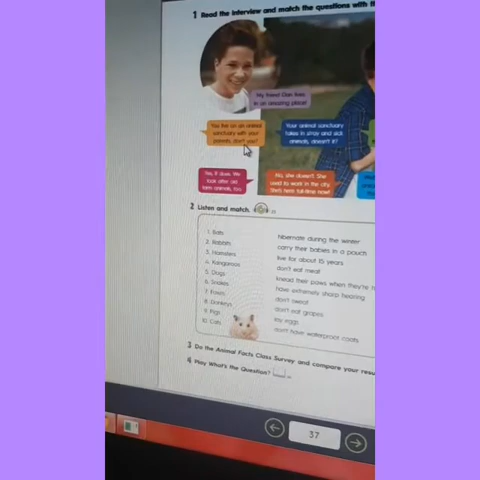 1 Read the interview and match the questions with th
My friend Dan lives
in an amazing place!
You live on an animal
sanctuary with your
parents, don't you?
Your animal sanctuary
takes in stray and sick
animals, doesn't it?
Yes, it does. We
look after old
farm animals, too.
No, she doesn't. She
used to work in the city.
She's here full-time now!
2 Listen and match.
1. Bats
2. Rabbits
3. Hamsters
4. Kangaroos
5. Dogs
6. Snakes
7. Fowls
8. Donkeys
9. Pigs
10. Cats
hibernate during the winter
carry their babies in a pouch
live for about 15 years
don't eat meat
knead their paws when they're h
have extremely sharp hearing
don't sweat
don't eat grapes
lay eggs
don't have waterproof coats
3 Do the Animal Facts Class Survey and compare your resu
4 Play What's the Question?
37